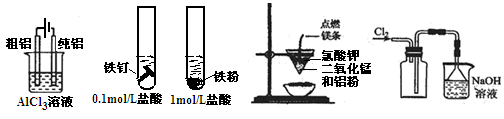 粗铝
纯铝
AlCl₃溶液
铁钉
0.1mol/L盐酸
铁粉
1mol/L盐酸
点燃
镁条
氯酸钾
二氧化锰
和铝粉
Cl₂
NaOH
溶液